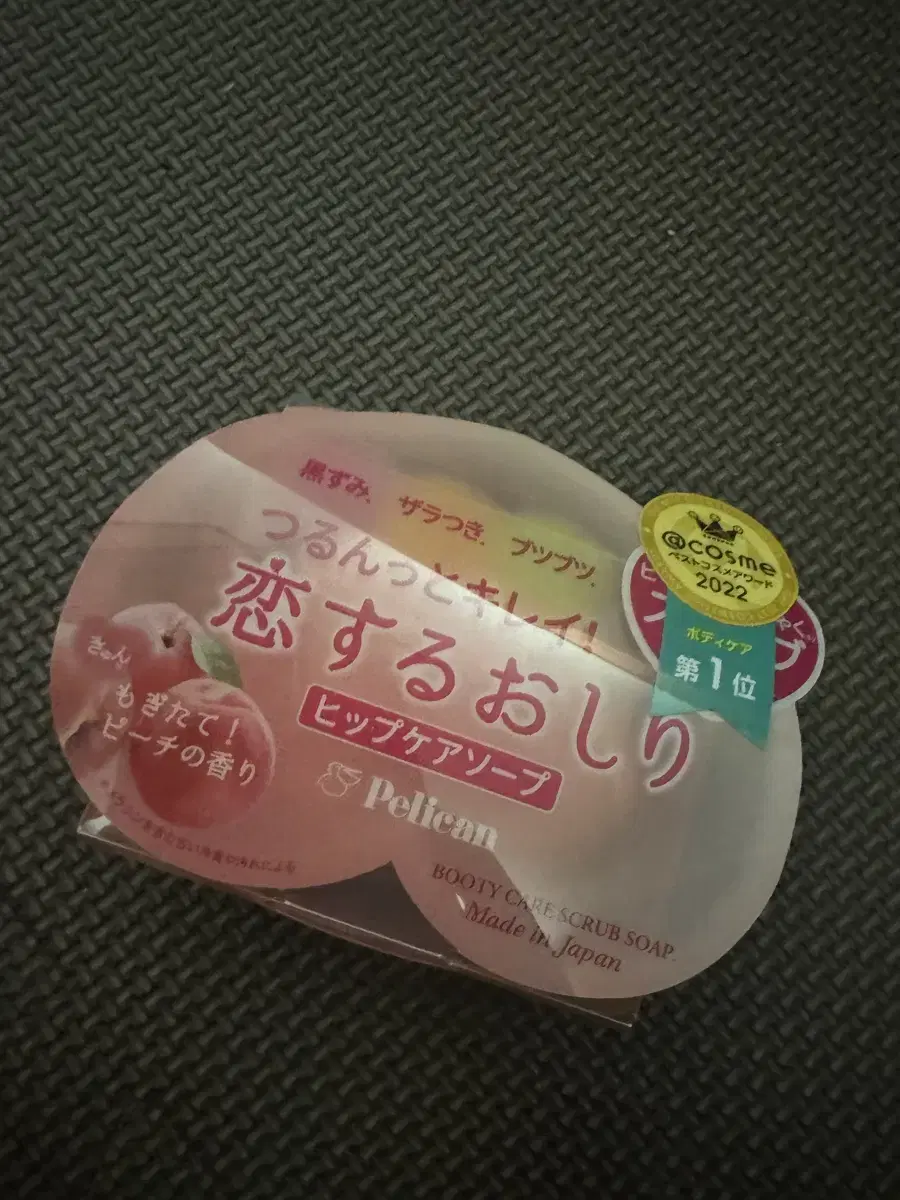 黒ずみ、ザラつき、ブツブツ、
つるんっとキレイ!
恋するおしり
ヒップケアソープ
Pelican
もぎたて!
ピーチの香り
BOOTY CARE SCRUB SOAP
Made in Japan
@cosme
ベストコスメアワード
2022
ボディケア
第1位